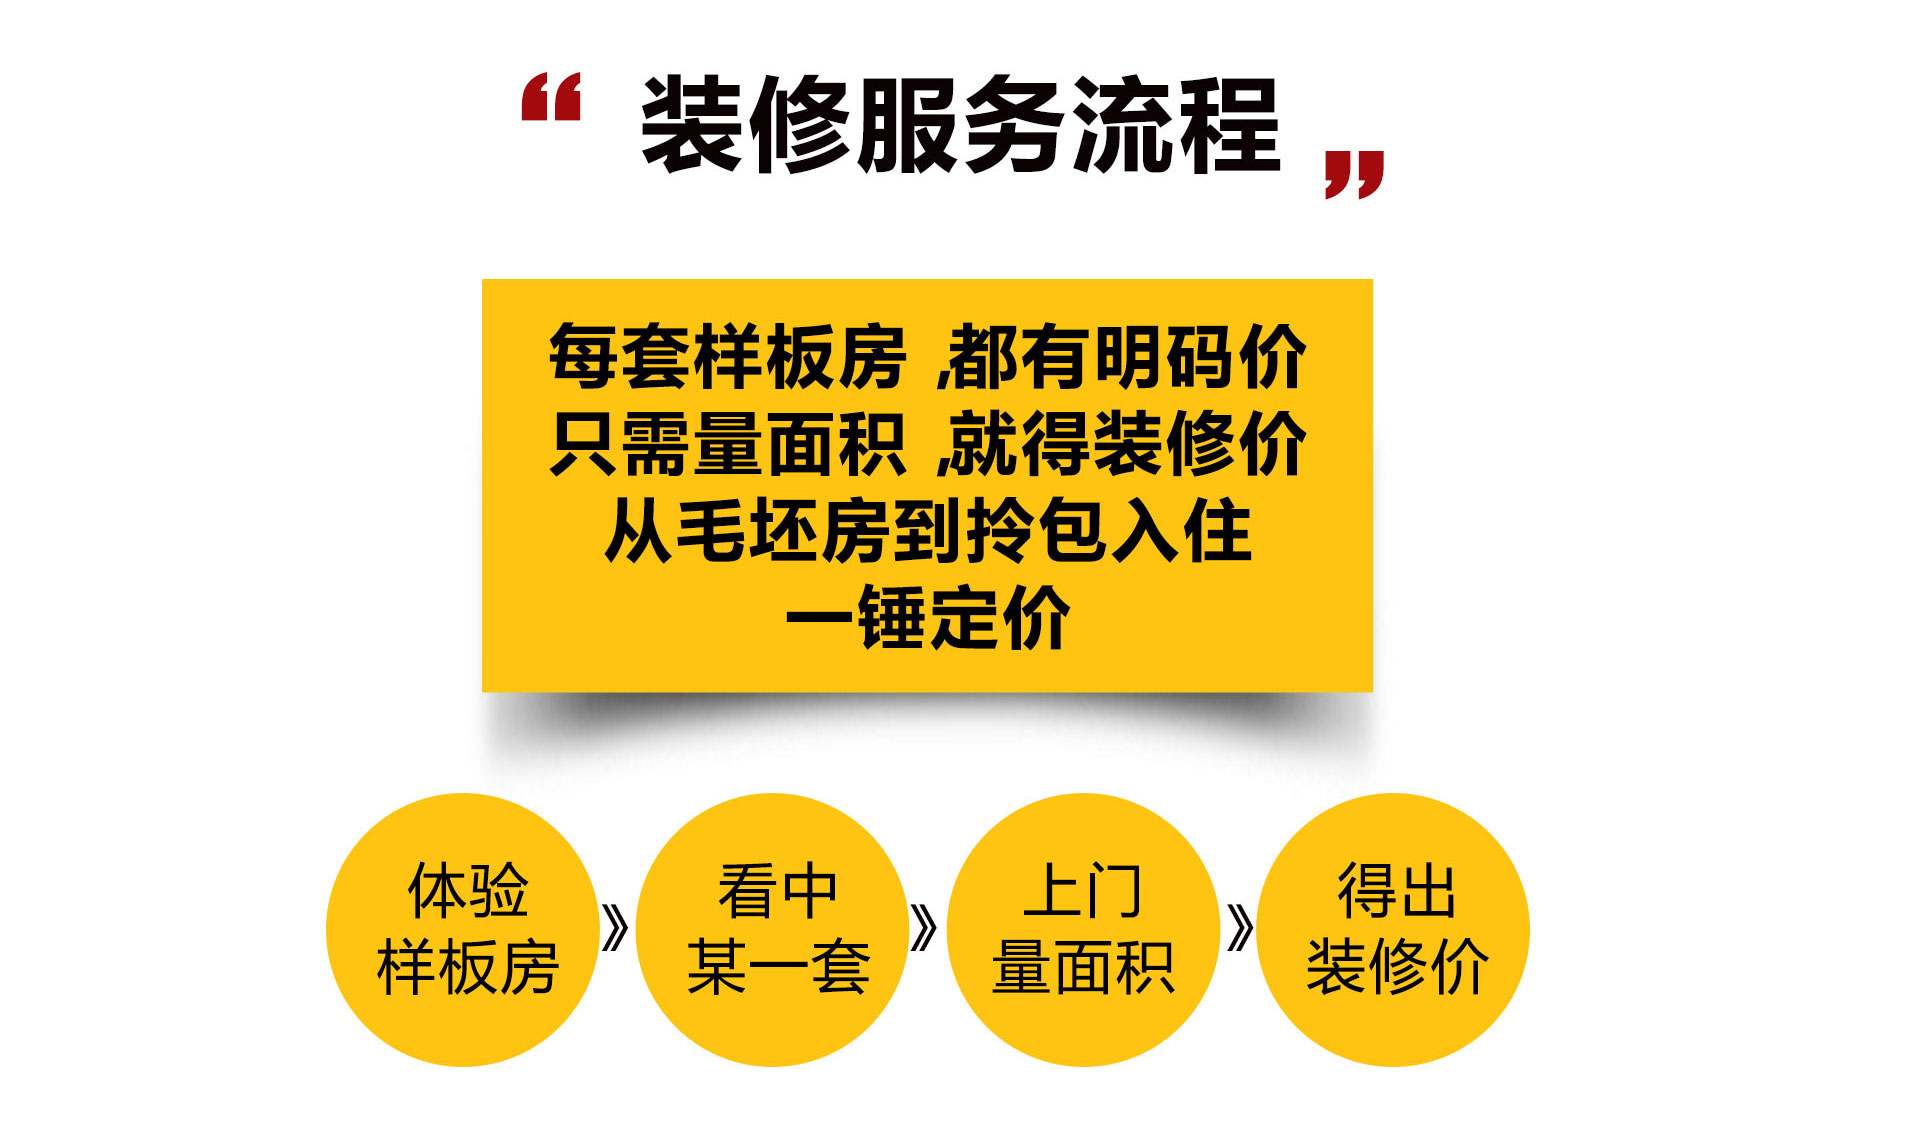 “ 装修服务流程 ”
每套样板房,都有明码价
只需量面积,就得装修价
从毛坯房到拎包入住
一锤定价
体验
样板房
》
看中
某一套
》
上门
量面积
》
得出
装修价